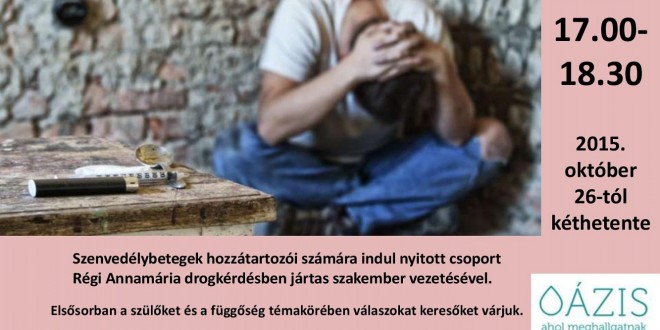 17.00-
18.30
2015.
október
26-tól
kéthetente
Szenvedélybetegek hozzátartozói számára indul nyitott csoport
Régi Annamária drogkérdésben jártas szakember vezetésével.
Elsősorban a szülőket és a függőség témakörében válaszokat keresőket várjuk.
OÁZIS
ahol meghallgatnak